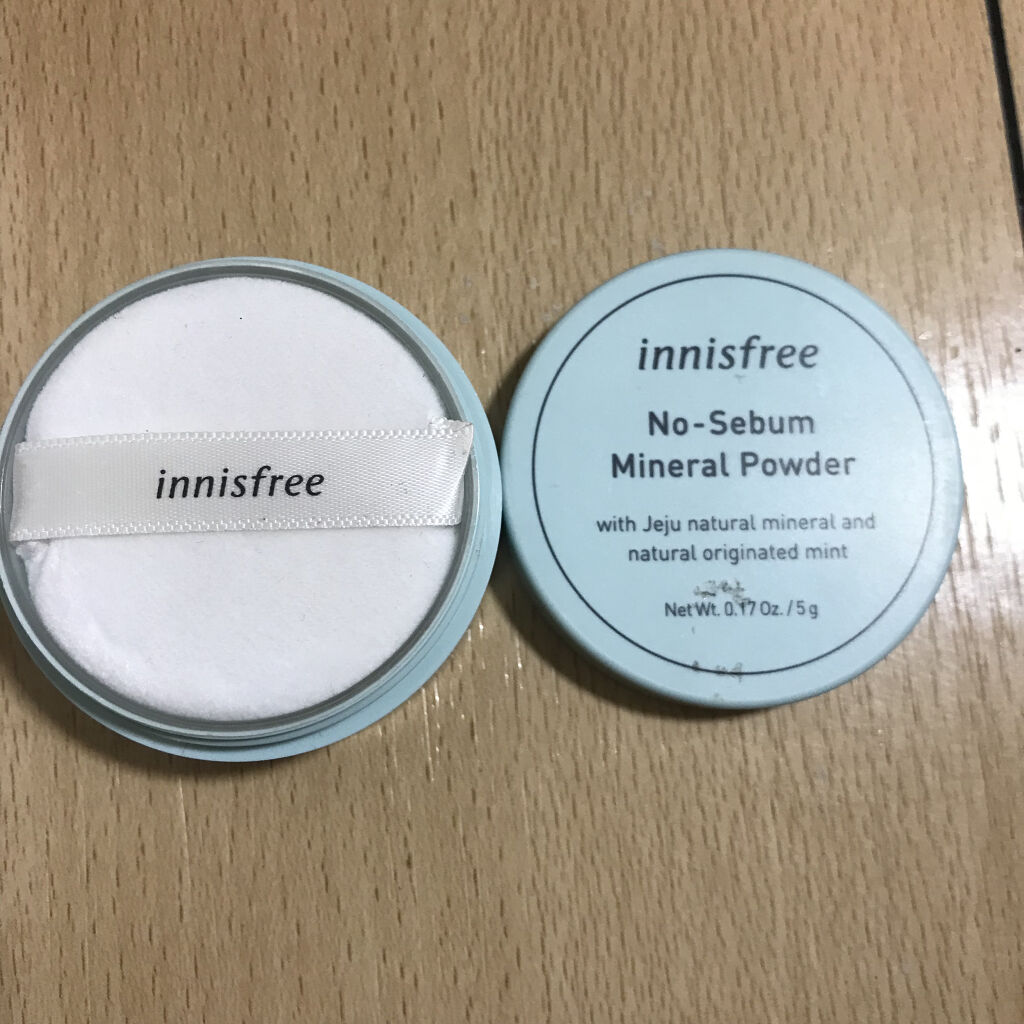 innisfree
innisfree
No-Sebum
Mineral Powder
with Jeju natural mineral and
natural originated mint
Net Wt. 0.17 Oz. / 5 g